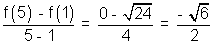 f(5) - f(1) / 5 - 1 = 0 - √24 / 4 = -√6 / 2